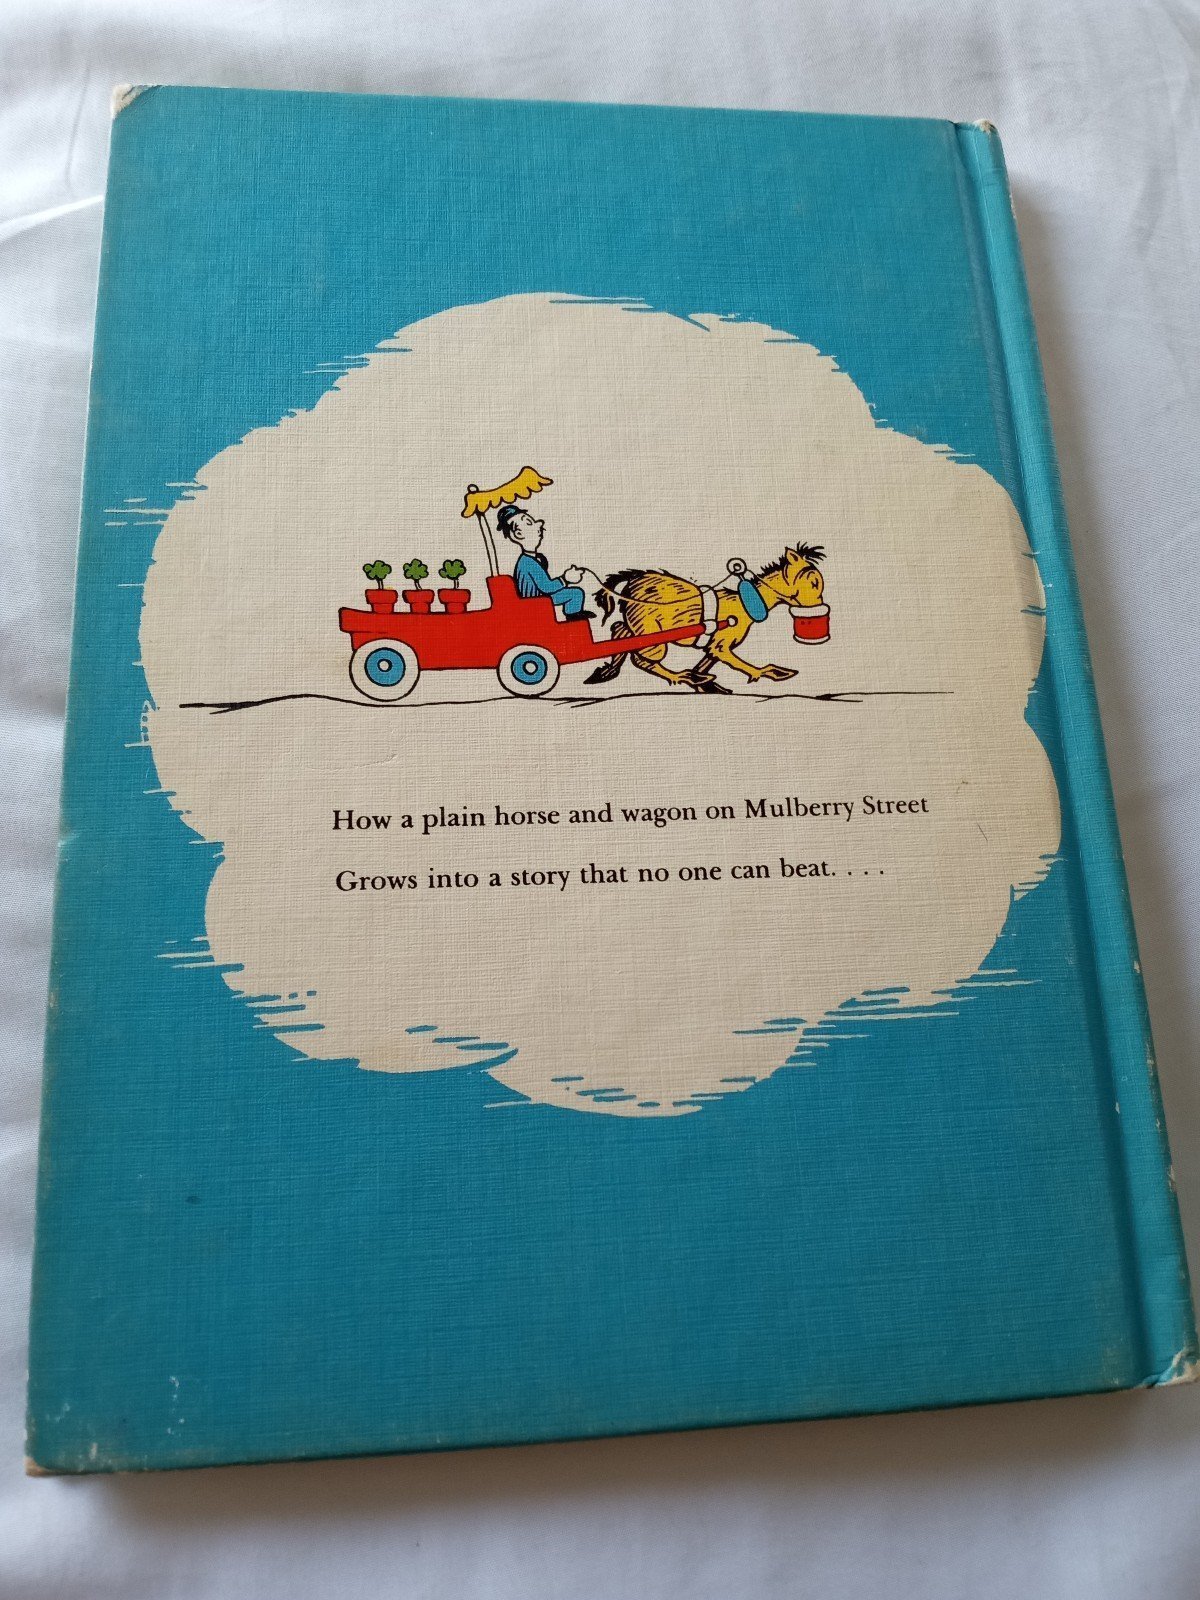 How a plain horse and wagon on Mulberry Street
Grows into a story that no one can beat. . . .